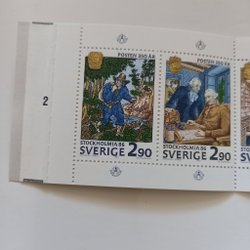 POSTEN 350 ÅR
POSTEN 350 ÅR
2
STOCKHOLMIA 86
SVERIGE 2 90
STOCKHOLMIA 86
SVERIGE 2 90